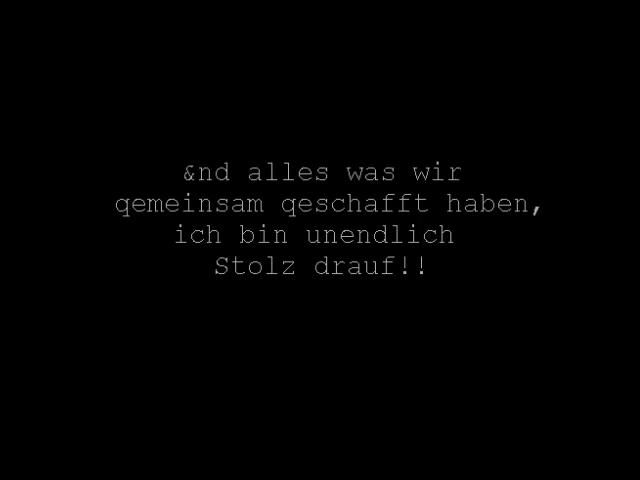 &nd alles was wir
qemeinsam qeschafft haben,
ich bin unendlich
Stolz drauf!!